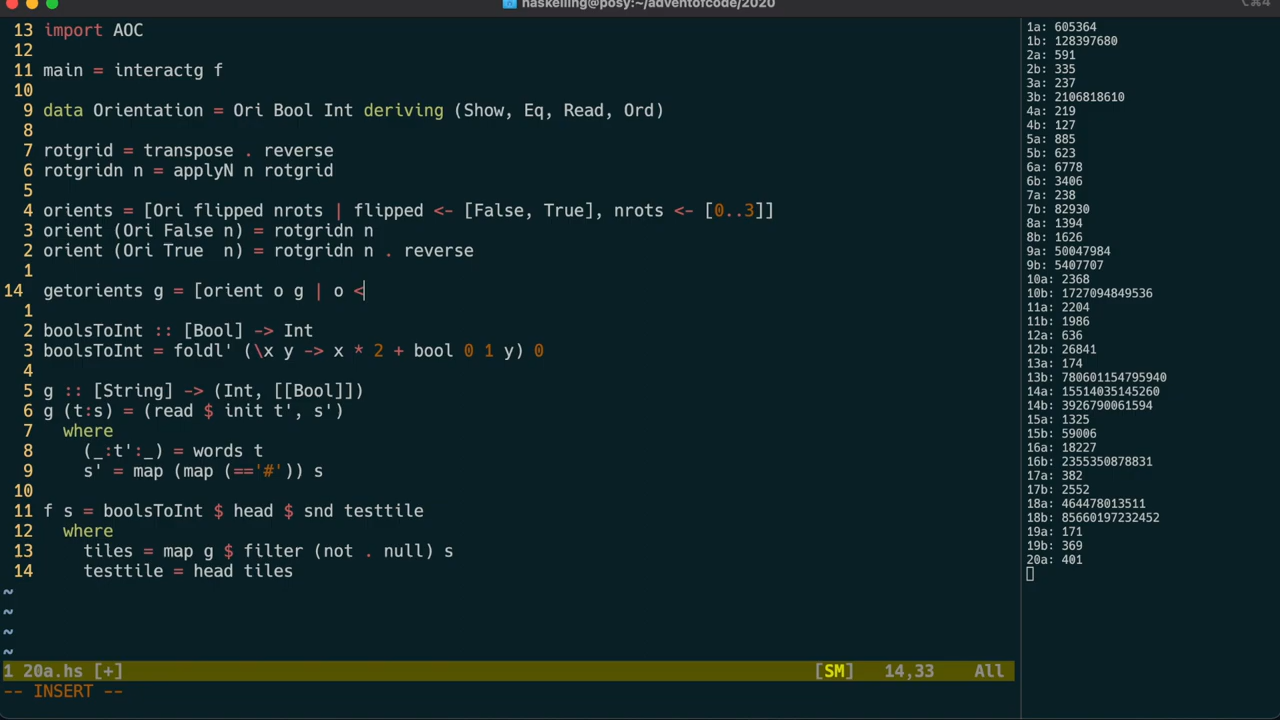 haskelling@posy:~/adventofcode/2020
⌥⌘4
13 import AOC
12
11 main = interactg f
10
9 data Orientation = Ori Bool Int deriving (Show, Eq, Read, Ord)
8
7 rotgrid = transpose . reverse
6 rotgridn n = applyN n rotgrid
5
4 orients = [Ori flipped nrots | flipped <- [False, True], nrots <- [0..3]]
3 orient (Ori False n) = rotgridn n
2 orient (Ori True  n) = rotgridn n . reverse
1
14 getorients g = [orient o g | o <
1
2 boolsToInt :: [Bool] -> Int
3 boolsToInt = foldl' (\x y -> x * 2 + bool 0 1 y) 0
4
5 g :: [String] -> (Int, [[Bool]])
6 g (t:s) = (read $ init t', s')
7   where
8     (_:t':_) = words t
9     s' = map (map (=='#')) s
10
11 f s = boolsToInt $ head $ snd testtile
12   where
13     tiles = map g $ filter (not . null) s
14     testtile = head tiles
~
~
~
~
1 20a.hs [+] [SM] 14,33 All
-- INSERT --
1a: 605364
1b: 128397680
2a: 591
2b: 335
3a: 237
3b: 2106818610
4a: 219
4b: 127
5a: 885
5b: 623
6a: 6778
6b: 3406
7a: 238
7b: 82930
8a: 1394
8b: 1626
9a: 50047984
9b: 5407707
10a: 2368
10b: 1727094849536
11a: 2204
11b: 1986
12a: 636
12b: 26841
13a: 174
13b: 780601154795940
14a: 15514035145260
14b: 3926790061594
15a: 1325
15b: 59006
16a: 18227
16b: 2355350878831
17a: 382
17b: 2552
18a: 464478013511
18b: 85660197232452
19a: 171
19b: 369
20a: 401